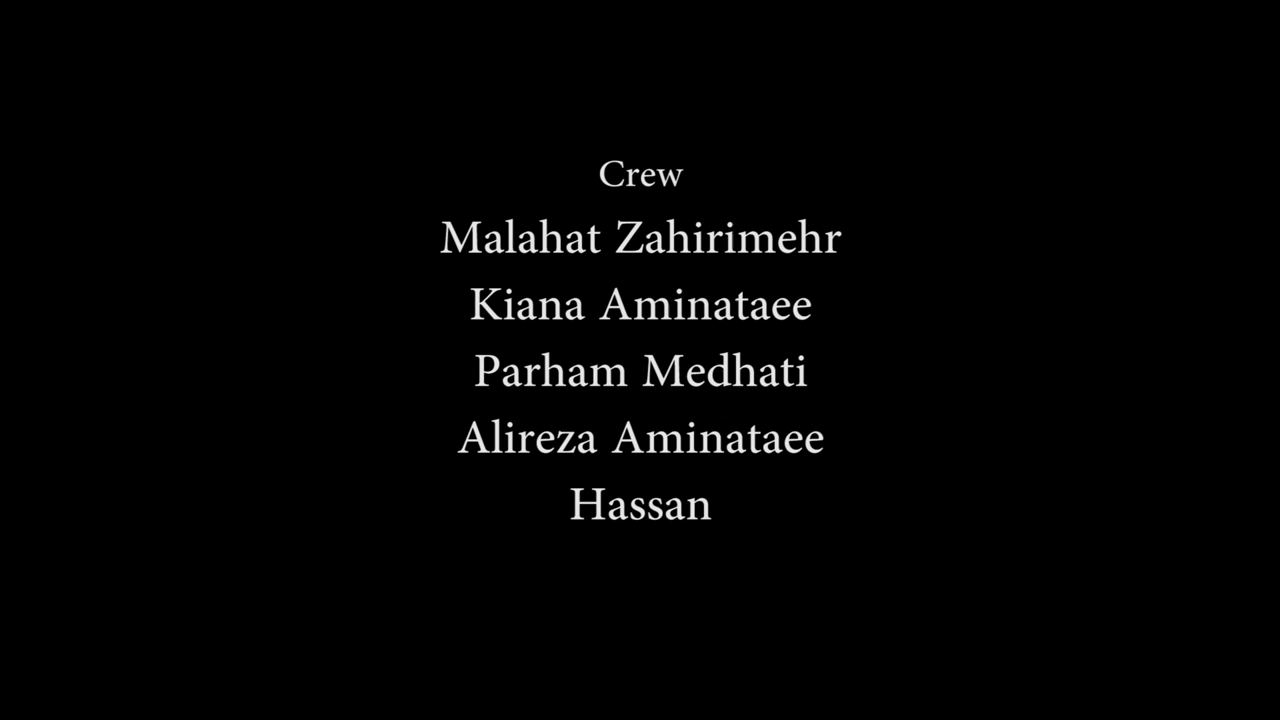 Crew
Malahat Zahirimehr
Kiana Aminataee
Parham Medhati
Alireza Aminataee
Hassan